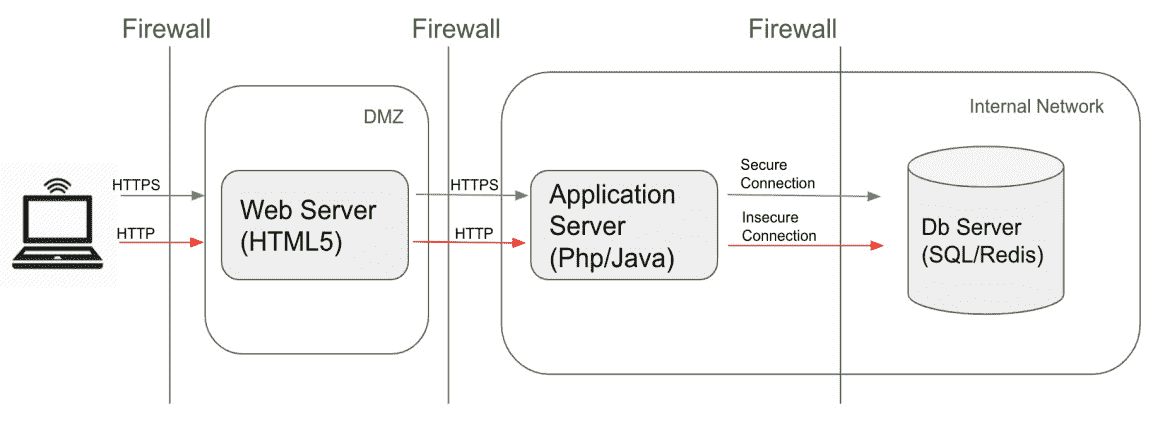 Firewall
Firewall
Firewall
DMZ
Internal Network
HTTPS
HTTP
Web Server
(HTML5)
HTTPS
HTTP
Application
Server
(Php/Java)
Secure
Connection
Insecure
Connection
Db Server
(SQL/Redis)